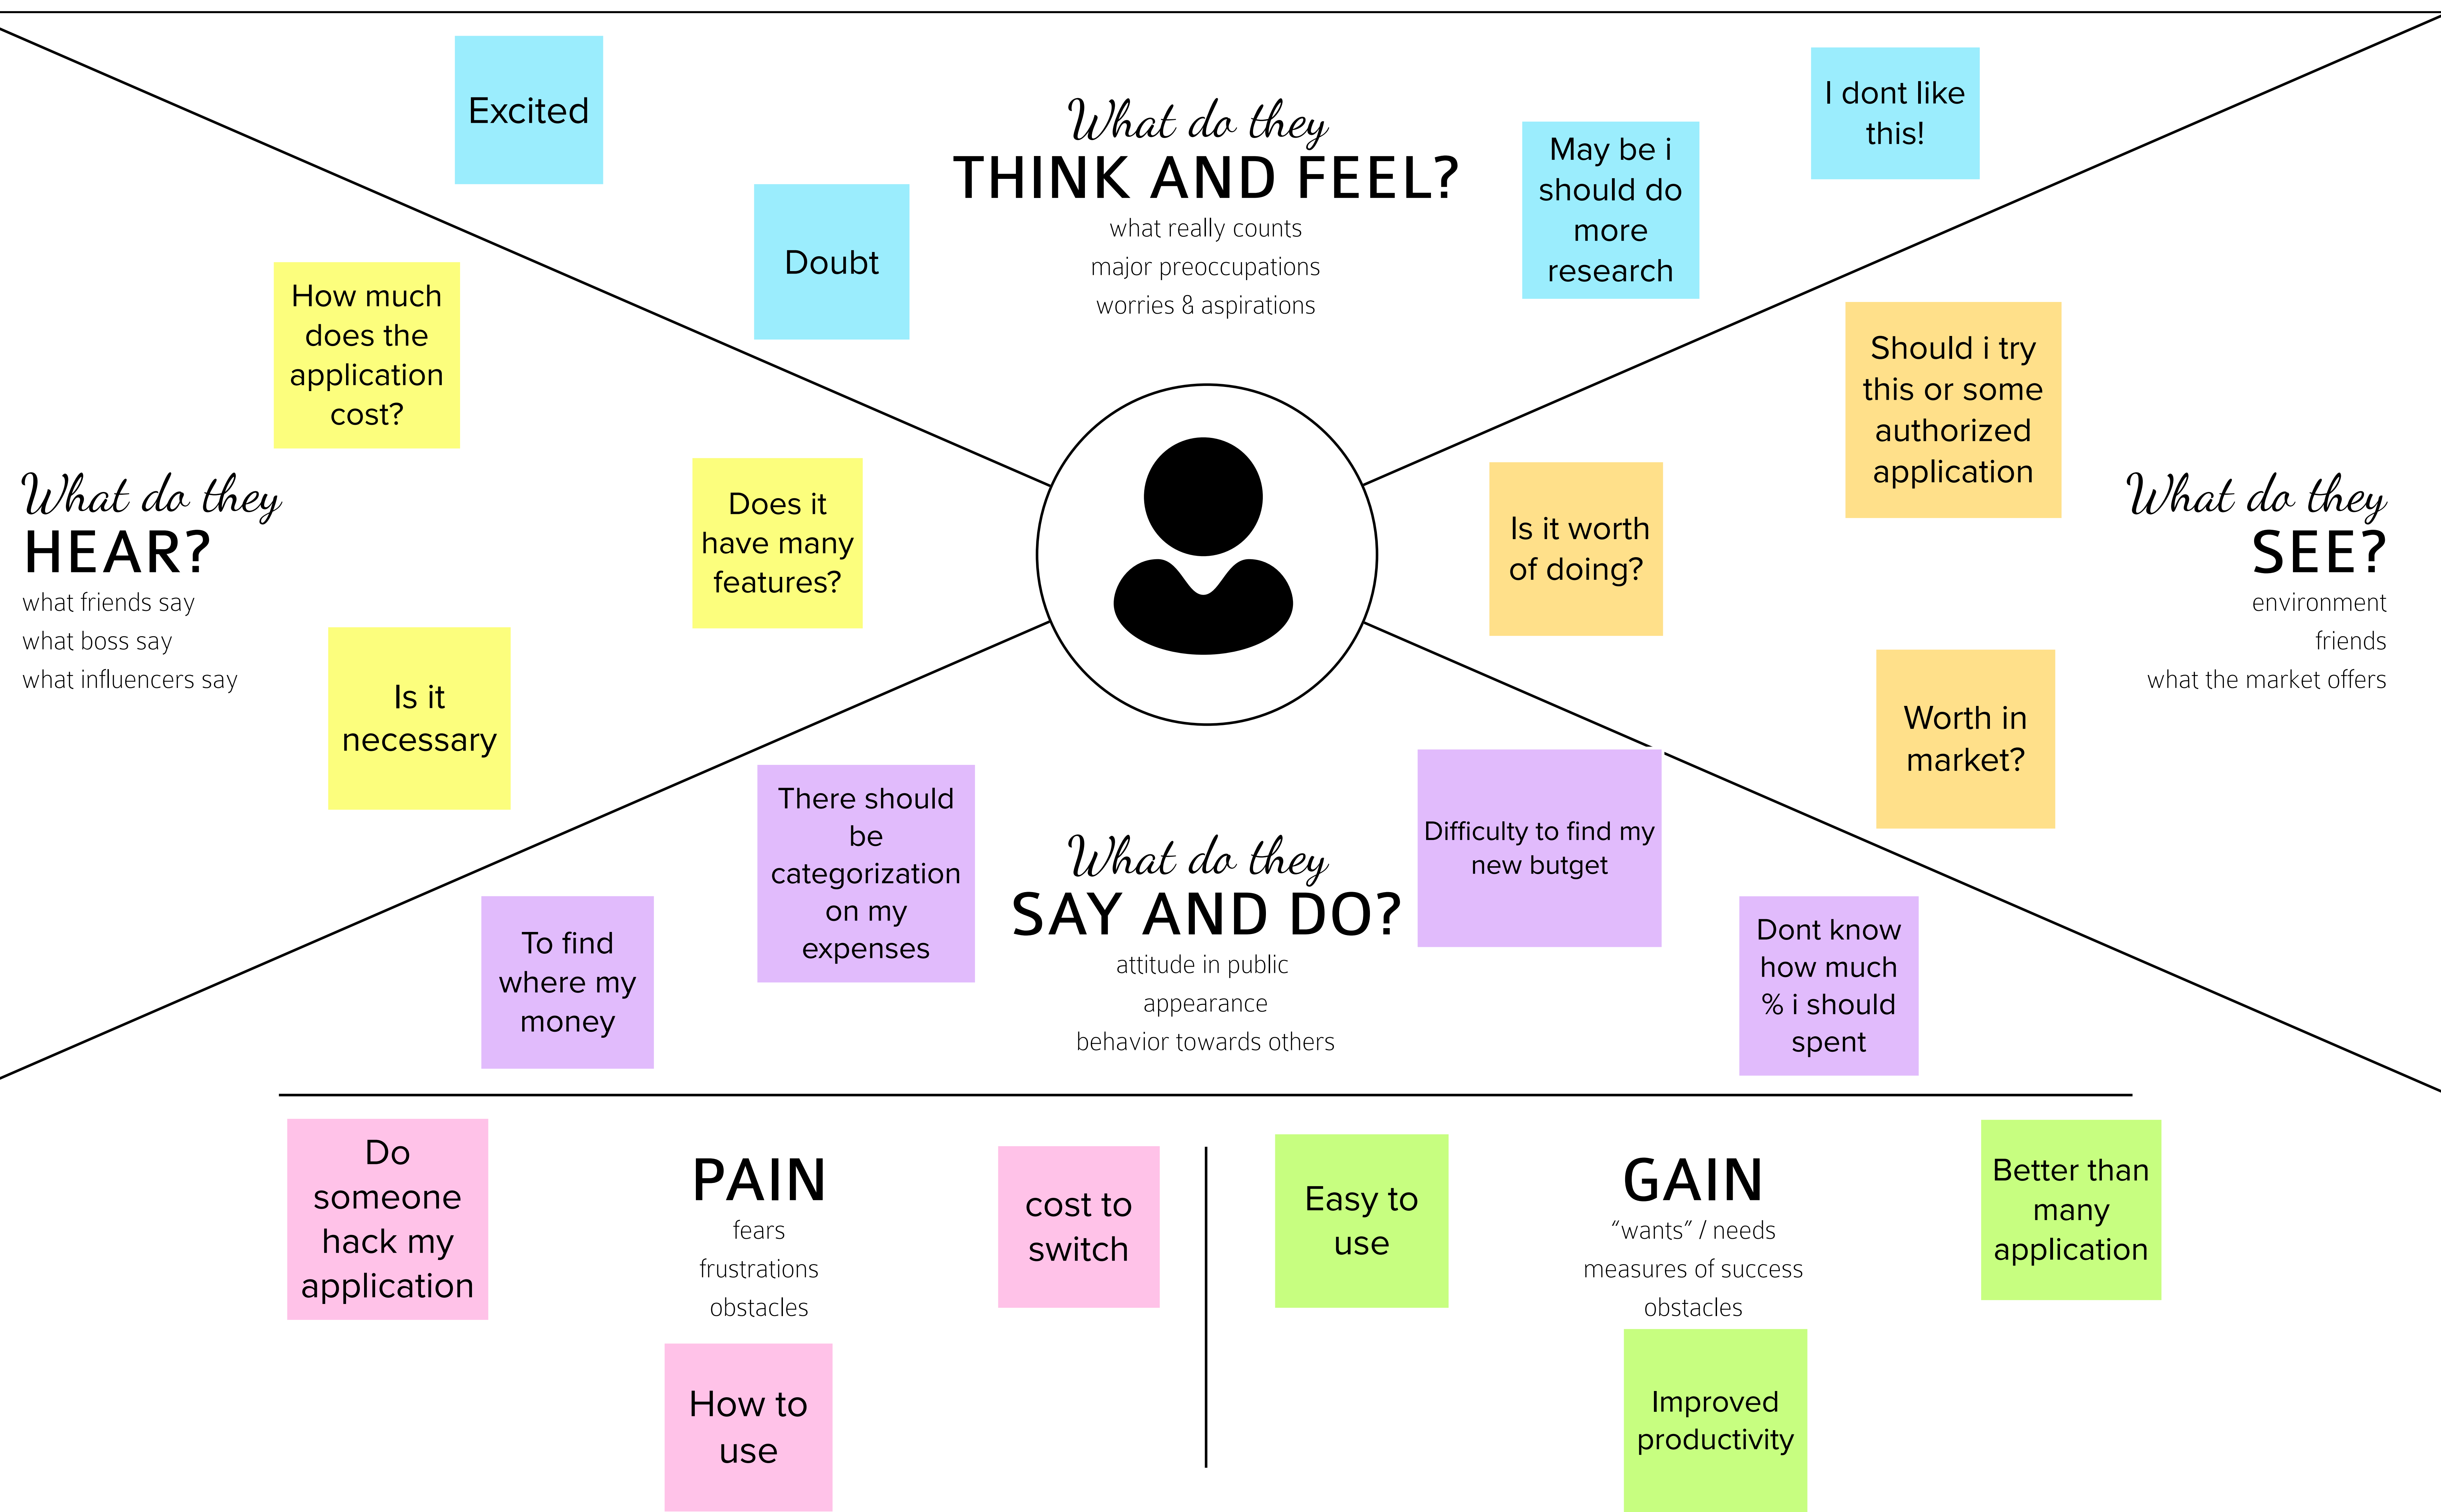 Excited
Doubt
What do they
THINK AND FEEL?
what really counts
major preoccupations
worries & aspirations
May be i
should do
more
research
I dont like
this!
How much
does the
application
cost?
Does it
have many
features?
What do they
HEAR?
what friends say
what boss say
what influencers say
Is it
necessary
Should i try
this or some
authorized
application
Is it worth
of doing?
What do they
SEE?
environment
friends
what the market offers
Worth in
market?
To find
where my
money
There should
be
categorization
on my
expenses
What do they
SAY AND DO?
attitude in public
appearance
behavior towards others
Difficulty to find my
new butget
Dont know
how much
% i should
spent
Do
someone
hack my
application
PAIN
fears
frustrations
obstacles
cost to
switch
How to
use
Easy to
use
GAIN
“wants” / needs
measures of success
obstacles
Better than
many
application
Improved
productivity